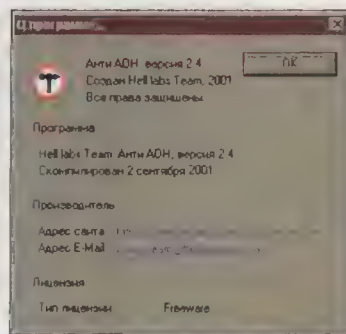 О программе...
Анти ADH, версия 2.4
OK
Создан Hell labs Team, 2001
Все права защищены
Программа
Hell labs Team Анти ADH, версия 2.4
Скомпилирован 2 сентября 2001
Производитель
Адрес сайта
Адрес E-Mail
Лицензия
Тип лицензии Freeware